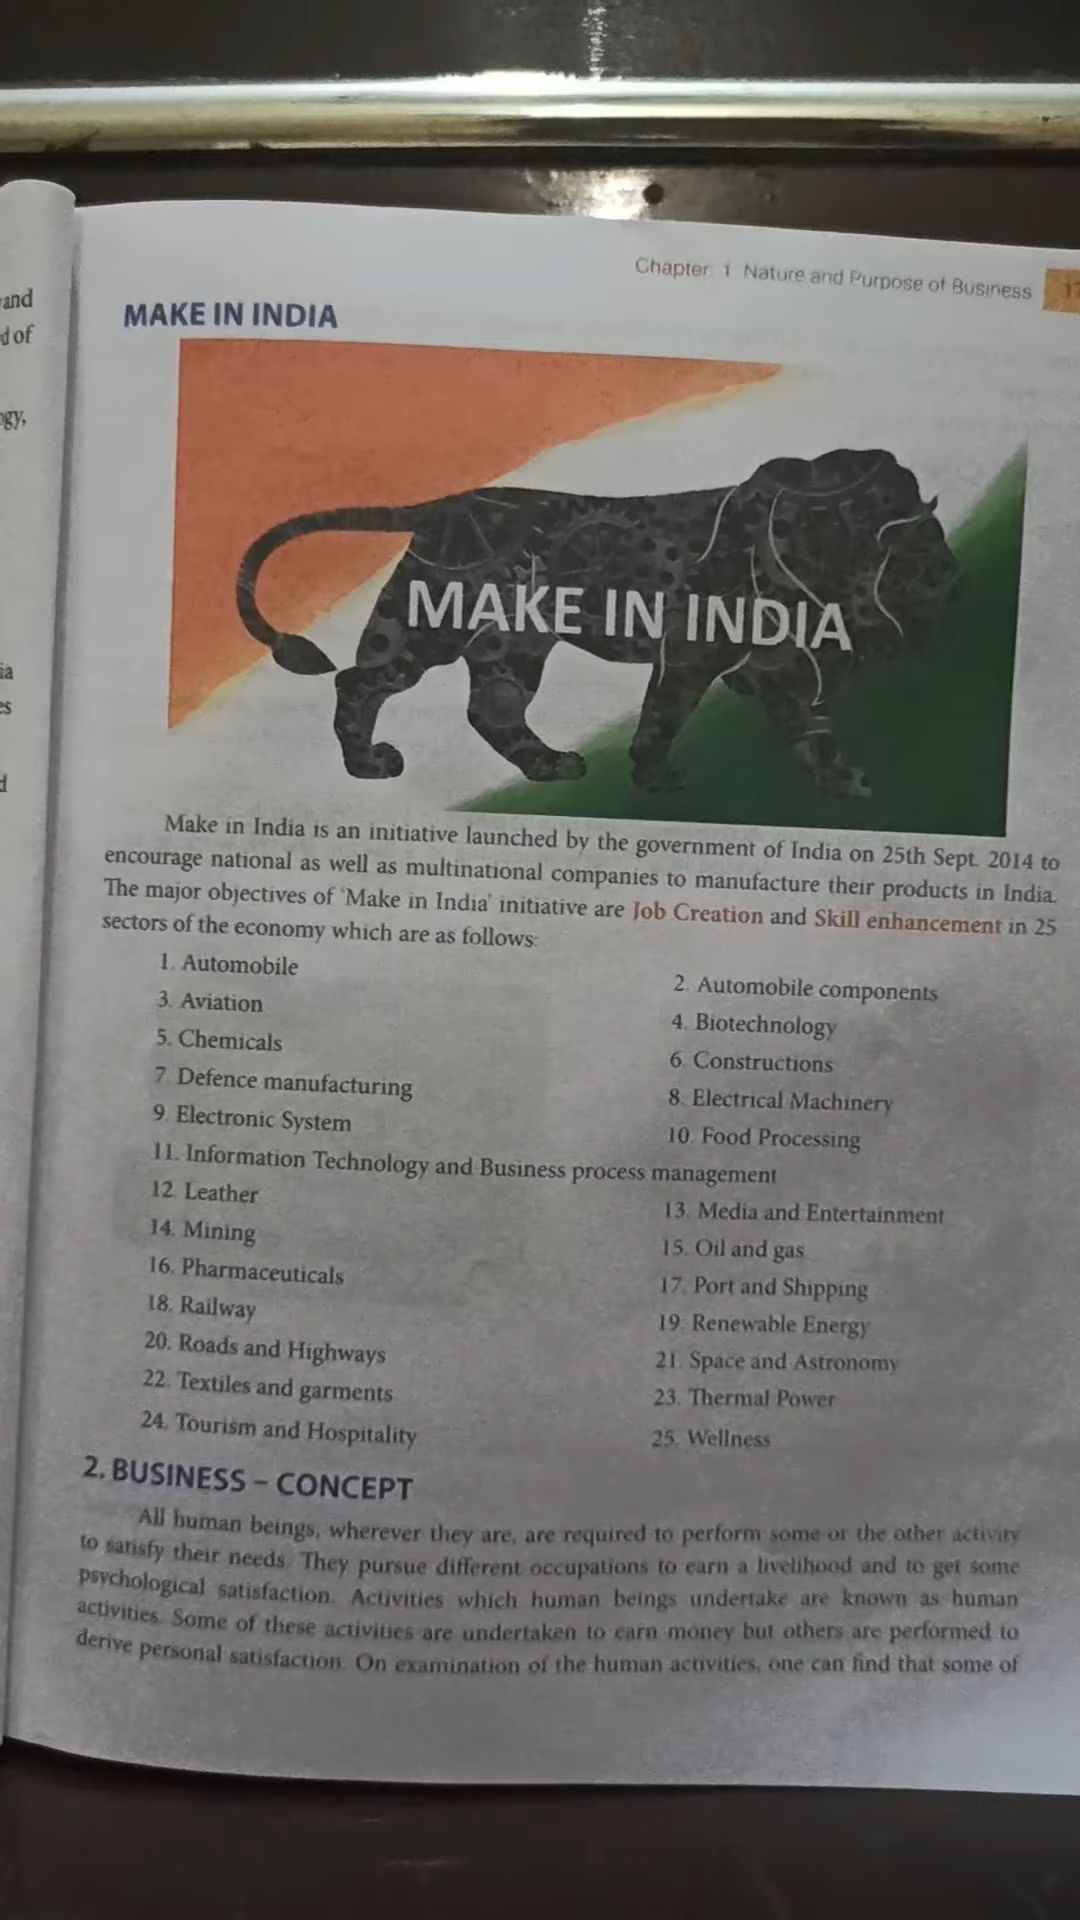 and
d of
ogy,
ia
es
d
Chapter 1 Nature and Purpose of Business
MAKE IN INDIA
MAKE IN INDIA
Make in India is an initiative launched by the government of India on 25th Sept. 2014 to
encourage national as well as multinational companies to manufacture their products in India.
The major objectives of 'Make in India' initiative are Job Creation and Skill enhancement in 25
sectors of the economy which are as follows:
1. Automobile
2. Automobile components
3. Aviation
4. Biotechnology
5. Chemicals
6. Constructions
7. Defence manufacturing
8. Electrical Machinery
9. Electronic System
10. Food Processing
11. Information Technology and Business process management
12. Leather
13. Media and Entertainment
14. Mining
15. Oil and gas
16. Pharmaceuticals
17. Port and Shipping
18. Railway
19. Renewable Energy
20. Roads and Highways
21. Space and Astronomy
22. Textiles and garments
23. Thermal Power
24. Tourism and Hospitality
25. Wellness
2. BUSINESS – CONCEPT
All human beings, wherever they are, are required to perform some or the other activity
to satisfy their needs. They pursue different occupations to earn a livelihood and to get some
psychological satisfaction. Activities which human beings undertake are known as human
activities. Some of these activities are undertaken to earn money but others are performed to
derive personal satisfaction. On examination of the human activities, one can find that some of